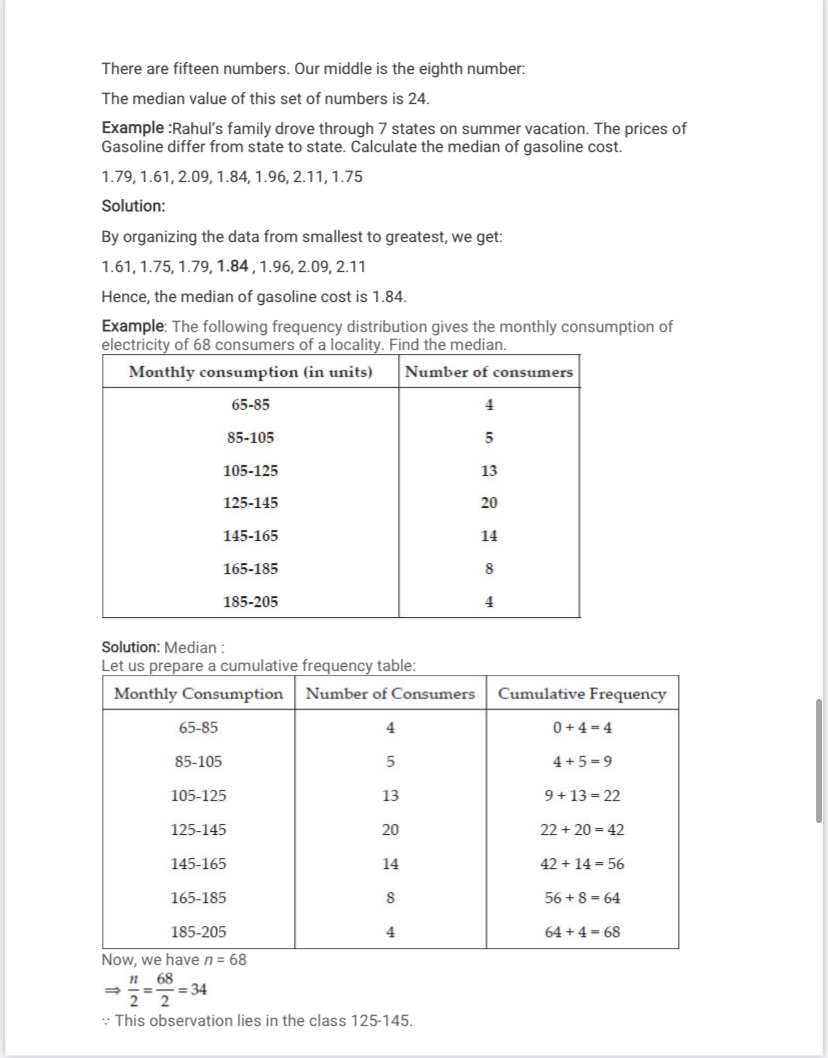 There are fifteen numbers. Our middle is the eighth number:
The median value of this set of numbers is 24.
Example :Rahul's family drove through 7 states on summer vacation. The prices of
Gasoline differ from state to state. Calculate the median of gasoline cost.
1.79, 1.61, 2.09, 1.84, 1.96, 2.11, 1.75
Solution:
By organizing the data from smallest to greatest, we get:
1.61, 1.75, 1.79, 1.84 , 1.96, 2.09, 2.11
Hence, the median of gasoline cost is 1.84.
Example: The following frequency distribution gives the monthly consumption of
electricity of 68 consumers of a locality. Find the median.
Monthly consumption (in units) Number of consumers
65-85 4
85-105 5
105-125 13
125-145 20
145-165 14
165-185 8
185-205 4
Solution: Median :
Let us prepare a cumulative frequency table:
Monthly Consumption Number of Consumers Cumulative Frequency
65-85 4 0 + 4 = 4
85-105 5 4 + 5 = 9
105-125 13 9 + 13 = 22
125-145 20 22 + 20 = 42
145-165 14 42 + 14 = 56
165-185 8 56 + 8 = 64
185-205 4 64 + 4 = 68
Now, we have n = 68
⇒ n/2 = 68/2 = 34
∵ This observation lies in the class 125-145.